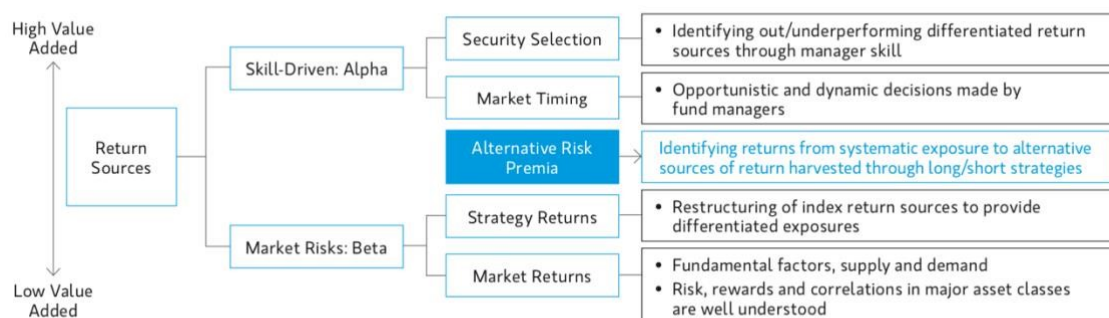 High Value
Added
Low Value
Added
Return
Sources
Skill-Driven: Alpha
Market Risks: Beta
Security Selection
• Identifying out/underperforming differentiated return
sources through manager skill
Market Timing
• Opportunistic and dynamic decisions made by
fund managers
Alternative Risk
Premia
Identifying returns from systematic exposure to alternative
sources of return harvested through long/short strategies
Strategy Returns
• Restructuring of index return sources to provide
differentiated exposures
Market Returns
• Fundamental factors, supply and demand
• Risk, rewards and correlations in major asset classes
are well understood